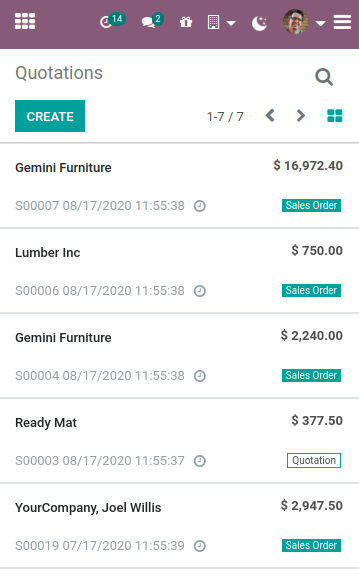 14 2
Quotations
CREATE 1-7 / 7
Gemini Furniture $ 16,972.40
S00007 08/17/2020 11:55:38 Sales Order
Lumber Inc $ 750.00
S00006 08/17/2020 11:55:38 Sales Order
Gemini Furniture $ 2,240.00
S00004 08/17/2020 11:55:38 Sales Order
Ready Mat $ 377.50
S00003 08/17/2020 11:55:37 Quotation
YourCompany, Joel Willis $ 2,947.50
S00019 07/17/2020 11:55:39 Sales Order